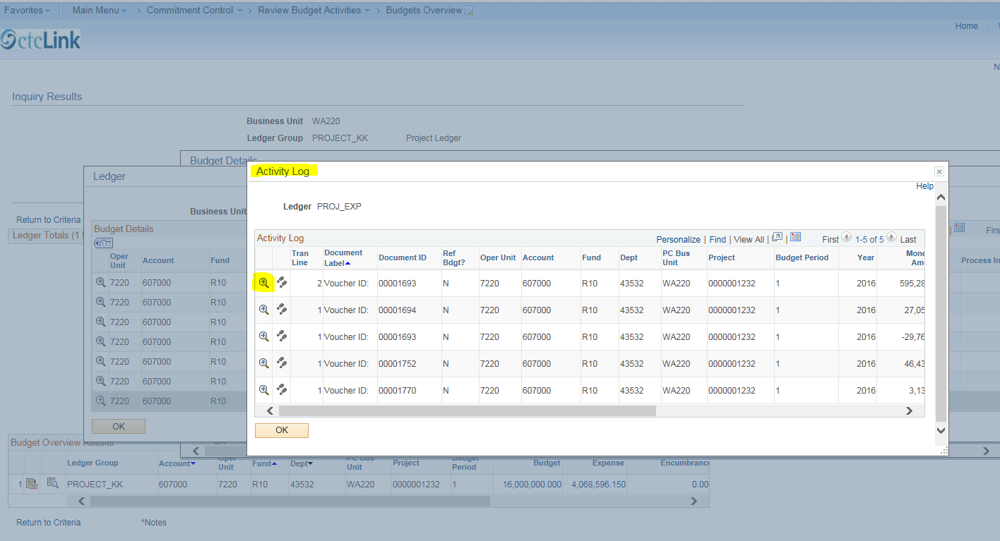 Favorites Main Menu > Commitment Control > Review Budget Activities > Budgets Overview
Home
ctcLink
N
Inquiry Results
Business Unit WA220
Ledger Group PROJECT_KK Project Ledger
Budget Details
Activity Log
Ledger
Help
Ledger PROJ_EXP
Business Unit
Return to Criteria
Ledger Totals (1
Budget Details
Activity Log Personalize | Find | View All | | First 1-5 of 5 Last
Firs
Oper Unit Account Fund
Tran Line Document Label Document ID Ref Bdgt? Oper Unit Account Fund Dept PC Bus Unit Project Budget Period Year Mone Am
Process In
7220 607000 R10
7220 607000 R10
7220 607000 R10
7220 607000 R10
7220 607000 R10
7220 607000 R10
7220 607000 R10
2 Voucher ID: 00001693 N 7220 607000 R10 43532 WA220 0000001232 1 2016 595,28
1 Voucher ID: 00001694 N 7220 607000 R10 43532 WA220 0000001232 1 2016 27,05
1 Voucher ID: 00001693 N 7220 607000 R10 43532 WA220 0000001232 1 2016 -29,76
1 Voucher ID: 00001752 N 7220 607000 R10 43532 WA220 0000001232 1 2016 46,43
1 Voucher ID: 00001770 N 7220 607000 R10 43532 WA220 0000001232 1 2016 3,13
OK
OK
Budget Overview Results
Ledger Group Account Oper Unit Fund Dept PC Bus Unit Project Budget Period Budget Expense Encumbranc
1 PROJECT_KK 607000 7220 R10 43532 WA220 0000001232 1 16,000,000.000 4,068,596.150 0.00
Return to Criteria *Notes